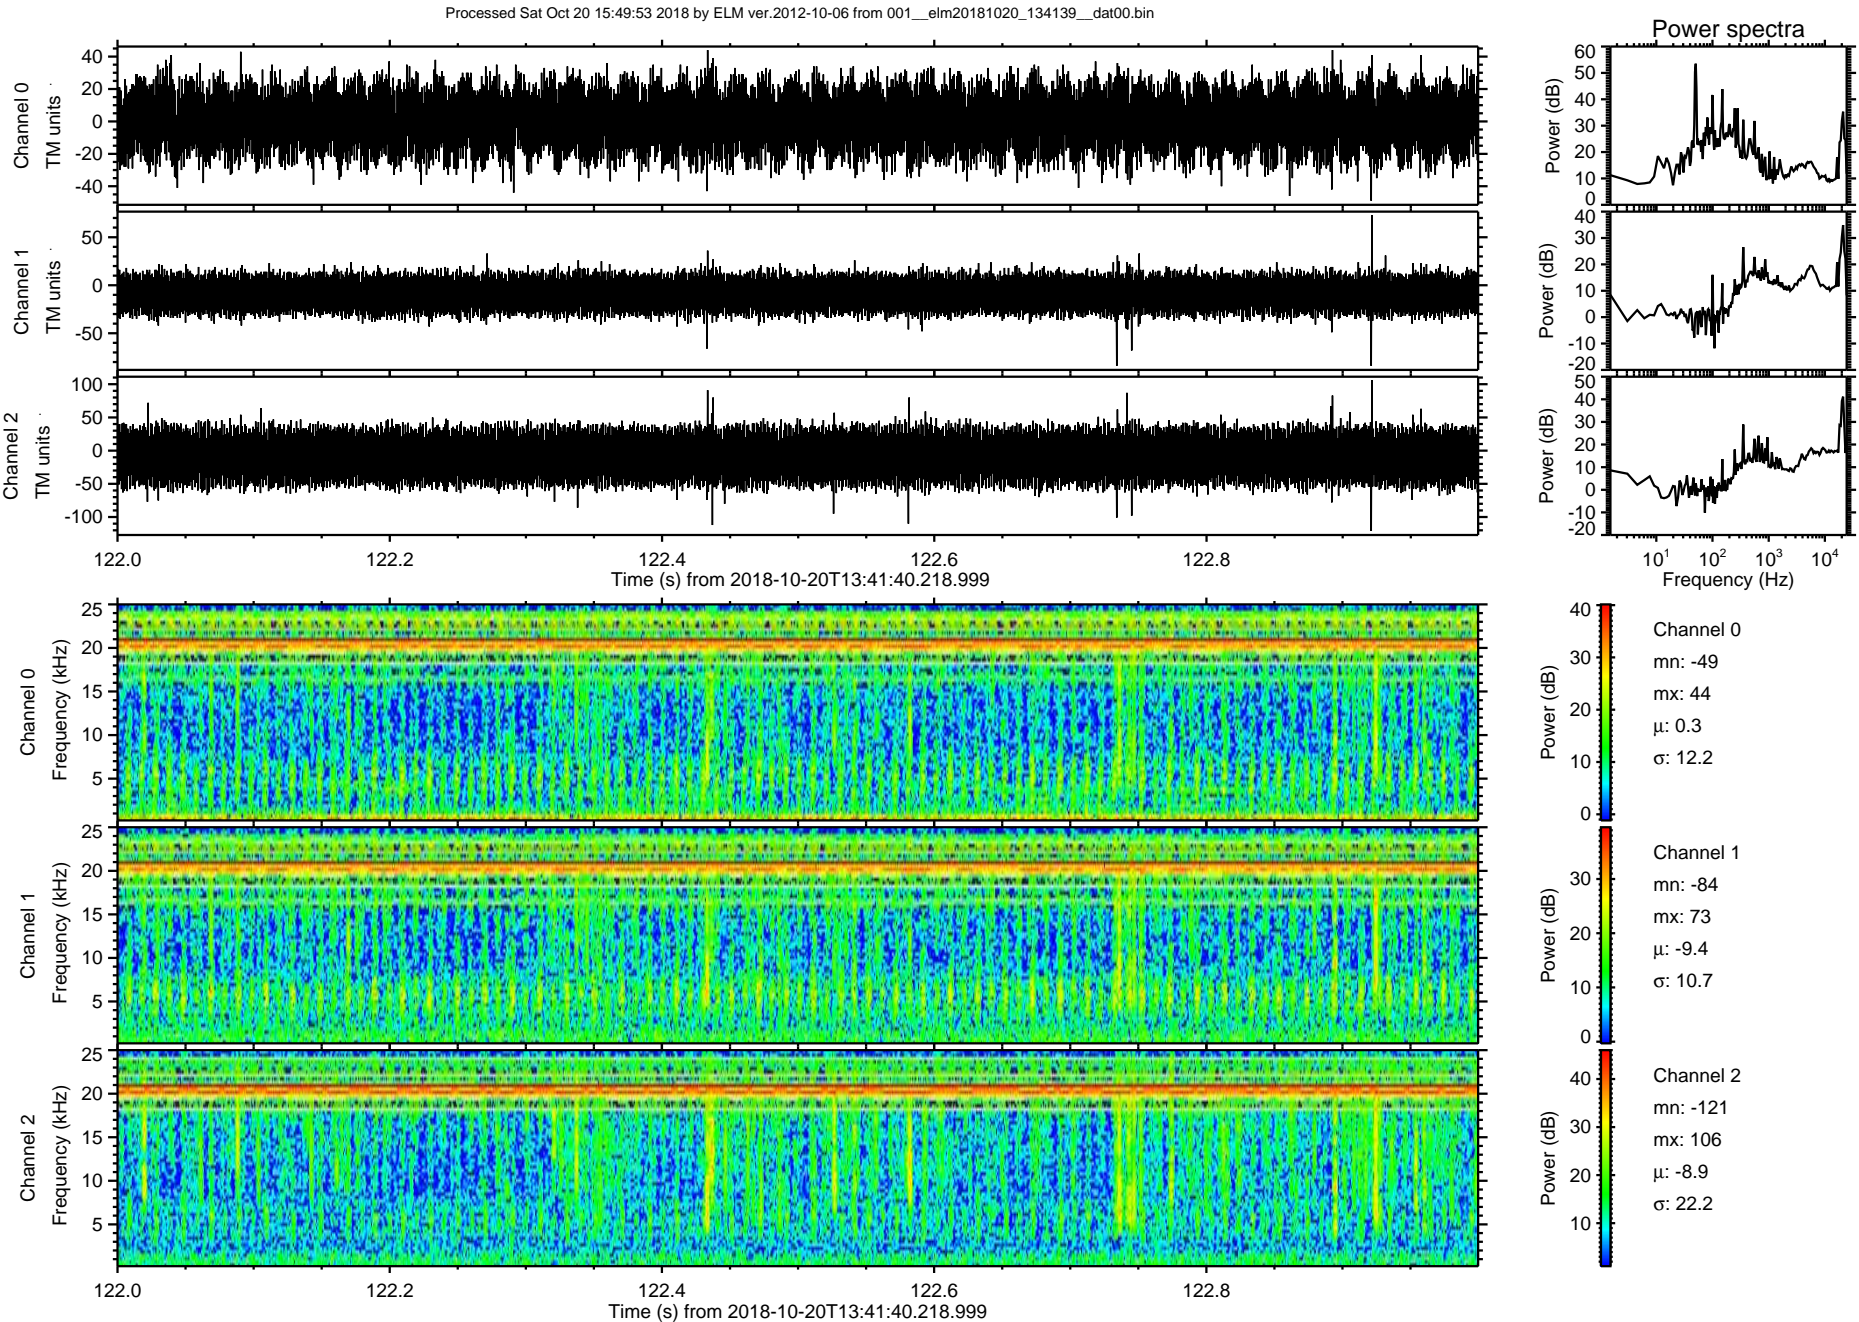 Processed Sat Oct 20 15:49:53 2018 by ELM ver.2012-10-06 from 001__elm20181020_134139__dat00.bin
Power spectra
Channel 0
TM units
40
20
0
-20
-40
Power (dB)
60
50
40
30
20
10
0
Channel 1
TM units
50
0
-50
Power (dB)
40
30
20
10
0
-10
-20
Channel 2
TM units
100
50
0
-50
-100
Power (dB)
50
40
30
20
10
0
-10
-20
122.0 122.2 122.4 122.6 122.8
Time (s) from 2018-10-20T13:41:40.218.999
10¹ 10² 10³ 10⁴
Frequency (Hz)
Channel 0
Frequency (kHz)
25
20
15
10
5
Power (dB)
40
30
20
10
0
Channel 0
mn: -49
mx: 44
μ: 0.3
σ: 12.2
Channel 1
Frequency (kHz)
25
20
15
10
5
Power (dB)
30
20
10
0
Channel 1
mn: -84
mx: 73
μ: -9.4
σ: 10.7
Channel 2
Frequency (kHz)
25
20
15
10
5
Power (dB)
40
30
20
10
Channel 2
mn: -121
mx: 106
μ: -8.9
σ: 22.2
122.0 122.2 122.4 122.6 122.8
Time (s) from 2018-10-20T13:41:40.218.999